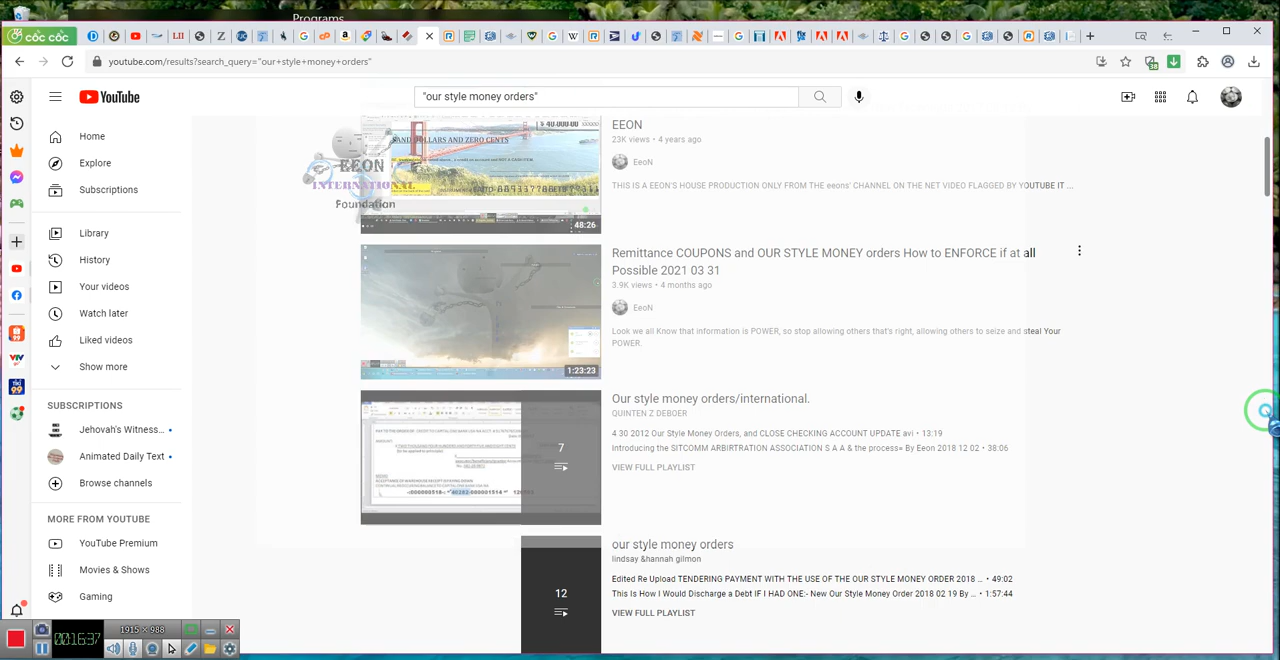 Programs
cốc cốc
youtube.com/results?search_query="our+style+money+orders"
YouTube
"our style money orders"
Home
Explore
Subscriptions
Library
History
Your videos
Watch later
Liked videos
Show more
SUBSCRIPTIONS
Jehovah's Witness...
Animated Daily Text
Browse channels
MORE FROM YOUTUBE
YouTube Premium
Movies & Shows
Gaming
EEON
INTERNATIONAL
Foundation
SAND DOLLARS AND ZERO CENTS
48:26
EEON
23K views • 4 years ago
EeoN
THIS IS A EEON'S HOUSE PRODUCTION ONLY FROM THE eeons' CHANNEL ON THE NET VIDEO FLAGGED BY YOUTUBE IT ...
1:23:23
Remittance COUPONS and OUR STYLE MONEY orders How to ENFORCE if at all
Possible 2021 03 31
3.9K views • 4 months ago
EeoN
Look we all Know that information is POWER, so stop allowing others that's right, allowing others to seize and steal Your
POWER.
7
Our style money orders/international.
QUINTEN Z DEBOER
4 30 2012 Our Style Money Orders, and CLOSE CHECKING ACCOUNT UPDATE avi • 13:19
Introducing the SITCOMM ARBIRTRATION ASSOCIATION S A A & the process= By Eeon 2018 12 02 • 38:06
VIEW FULL PLAYLIST
12
our style money orders
lindsay &hannah gilmon
Edited Re Upload TENDERING PAYMENT WITH THE USE OF THE OUR STYLE MONEY ORDER 2018 ... • 49:02
This Is How I Would Discharge a Debt IF I HAD ONE:- New Our Style Money Order 2018 02 19 By ... • 1:57:44
VIEW FULL PLAYLIST
00:16:37
1915 × 988